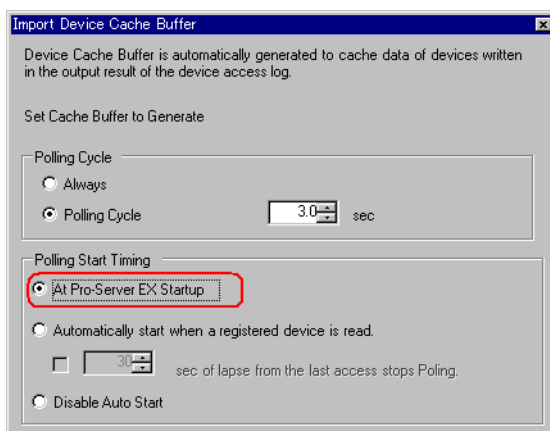 Import Device Cache Buffer
Device Cache Buffer is automatically generated to cache data of devices written
in the output result of the device access log.
Set Cache Buffer to Generate
Polling Cycle
Always
Polling Cycle 3.0 sec
Polling Start Timing
At Pro-Server EX Startup
Automatically start when a registered device is read.
30 sec of lapse from the last access stops Poling.
Disable Auto Start